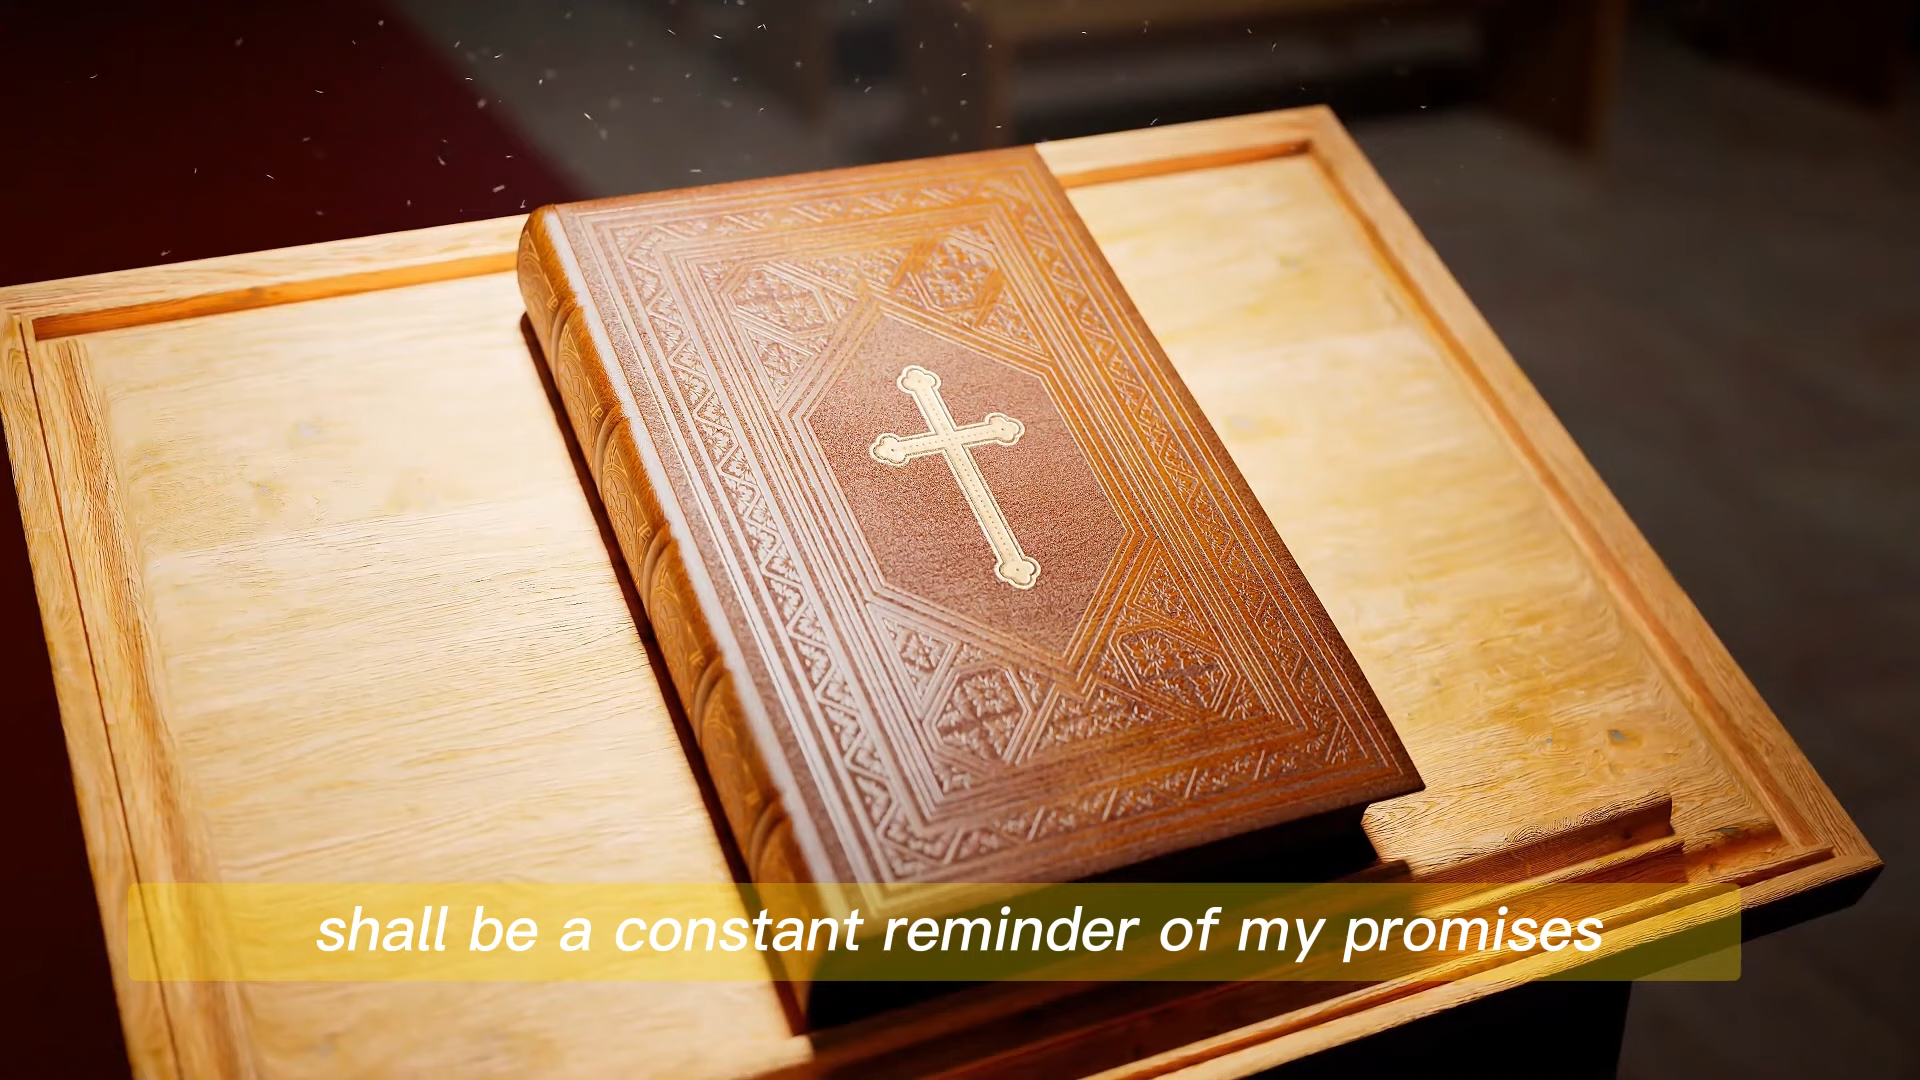 shall be a constant reminder of my promises